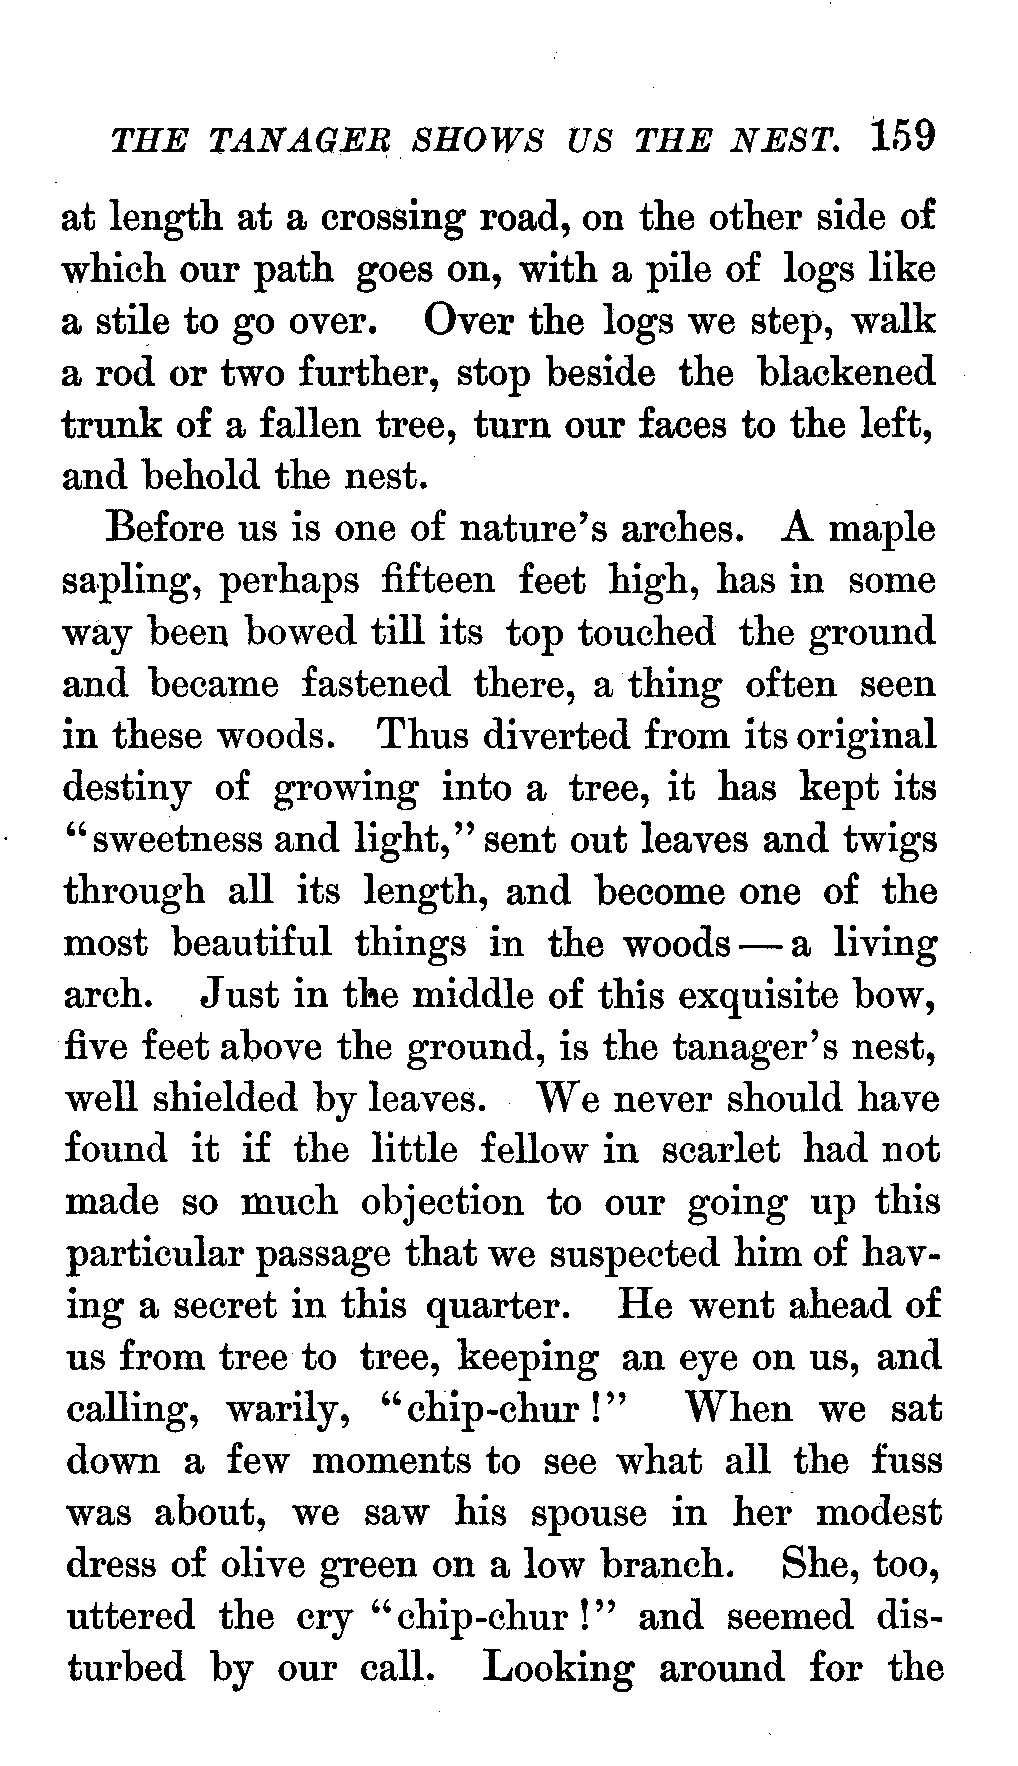 THE TANAGER SHOWS US THE NEST. 159
at length at a crossing road, on the other side of
which our path goes on, with a pile of logs like
a stile to go over. Over the logs we step, walk
a rod or two further, stop beside the blackened
trunk of a fallen tree, turn our faces to the left,
and behold the nest.
Before us is one of nature's arches. A maple
sapling, perhaps fifteen feet high, has in some
way been bowed till its top touched the ground
and became fastened there, a thing often seen
in these woods. Thus diverted from its original
destiny of growing into a tree, it has kept its
"sweetness and light," sent out leaves and twigs
through all its length, and become one of the
most beautiful things in the woods — a living
arch. Just in the middle of this exquisite bow,
five feet above the ground, is the tanager's nest,
well shielded by leaves. We never should have
found it if the little fellow in scarlet had not
made so much objection to our going up this
particular passage that we suspected him of hav-
ing a secret in this quarter. He went ahead of
us from tree to tree, keeping an eye on us, and
calling, warily, "chip-chur!" When we sat
down a few moments to see what all the fuss
was about, we saw his spouse in her modest
dress of olive green on a low branch. She, too,
uttered the cry "chip-chur!" and seemed dis-
turbed by our call. Looking around for the